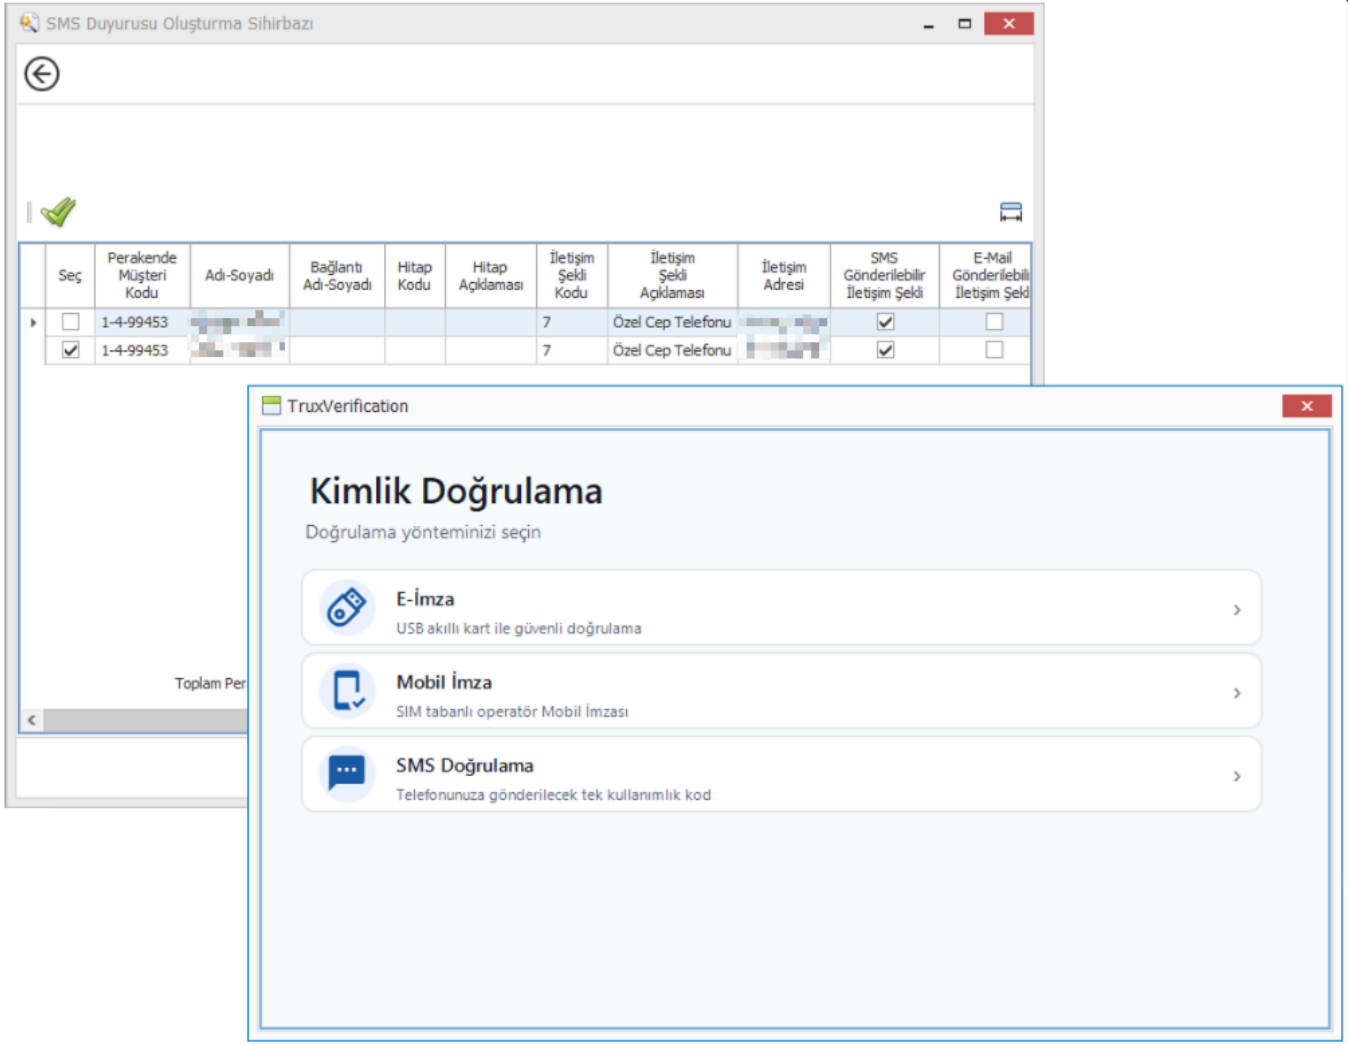 SMS Duyurusu Oluşturma Sihirbazı
Seç
Perakende
Müşteri
Kodu
Adı-Soyadı
Bağlantı
Adı-Soyadı
Hitap
Kodu
Hitap
Açıklaması
İletişim
Şekli
Kodu
İletişim
Şekli
Açıklaması
İletişim
Adresi
SMS
Gönderilebilir
İletişim Şekli
E-Mail
Gönderilebili
İletişim Şekl
1-4-99453 7 Özel Cep Telefonu
1-4-99453 7 Özel Cep Telefonu
Toplam Per
TruxVerification
Kimlik Doğrulama
Doğrulama yönteminizi seçin
E-İmza
USB akıllı kart ile güvenli doğrulama
Mobil İmza
SIM tabanlı operatör Mobil İmzası
SMS Doğrulama
Telefonunuza gönderilecek tek kullanımlık kod